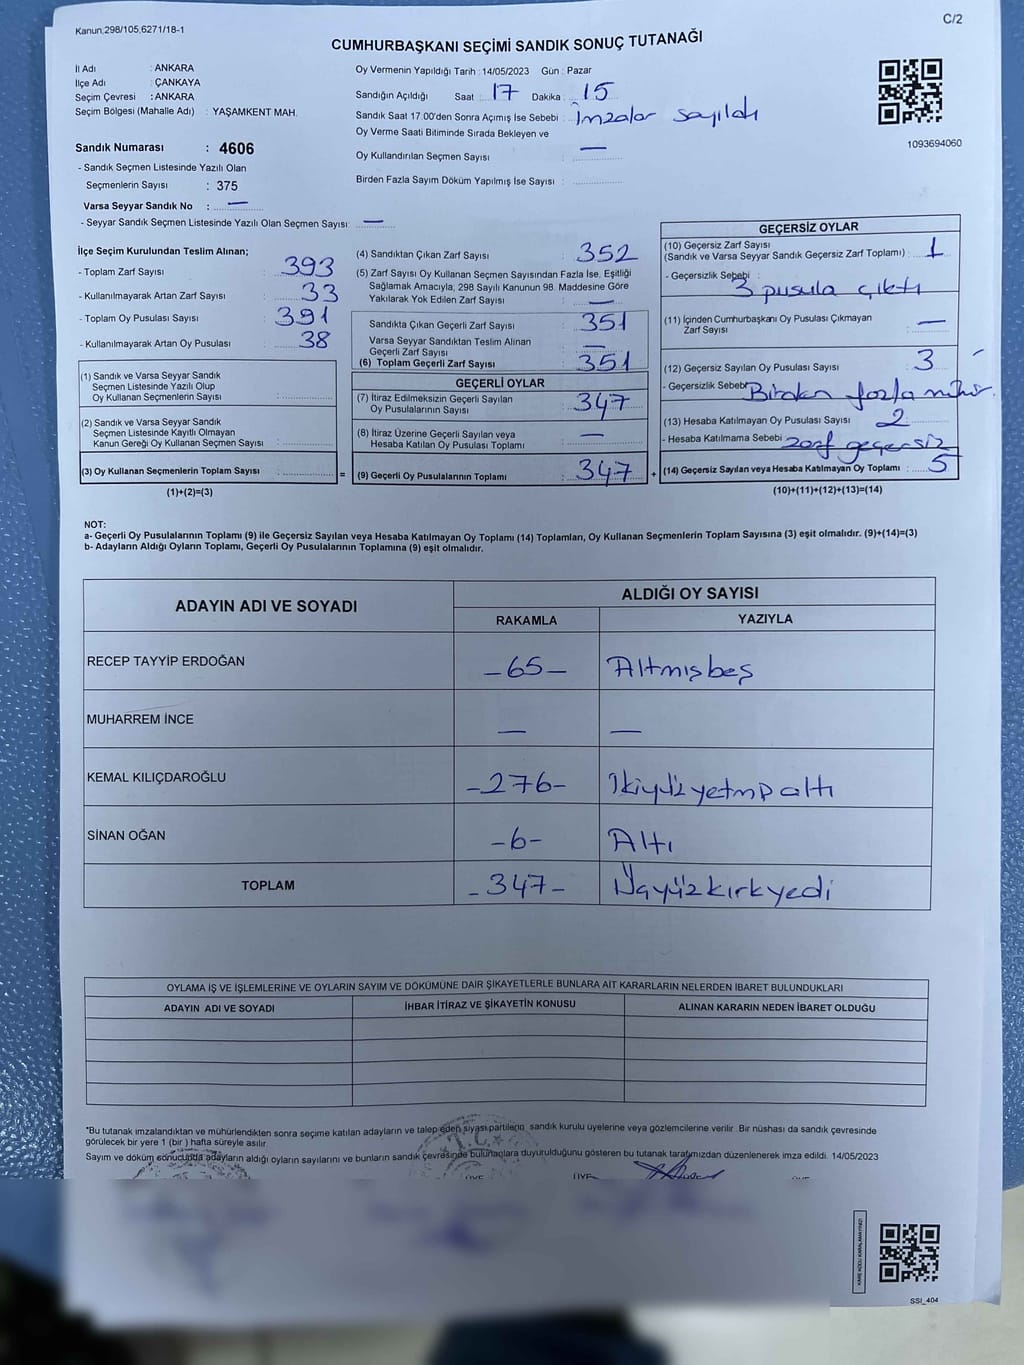 Kanun,298/105,6271/18-1
C/2
CUMHURBAŞKANI SEÇİMİ SANDIK SONUÇ TUTANAĞI
İl Adı : ANKARA
İlçe Adı : ÇANKAYA
Seçim Çevresi : ANKARA
Seçim Bölgesi (Mahalle Adı) : YAŞAMKENT MAH.
Sandık Numarası : 4606
- Sandık Seçmen Listesinde Yazılı Olan
Seçmenlerin Sayısı : 375
Varsa Seyyar Sandık No : —
- Seyyar Sandık Seçmen Listesinde Yazılı Olan Seçmen Sayısı: —
Oy Vermenin Yapıldığı Tarih : 14/05/2023 Gün : Pazar
Sandığın Açıldığı Saat : 17 Dakika : 15
Sandık Saat 17.00'den Sonra Açımış İse Sebebi : İmzalar sayıldı
Oy Verme Saati Bitiminde Sırada Bekleyen ve
Oy Kullandırılan Seçmen Sayısı : —
Birden Fazla Sayım Döküm Yapılmış İse Sayısı :
1093694060
İlçe Seçim Kurulundan Teslim Alınan;
- Toplam Zarf Sayısı : 393
- Kullanılmayarak Artan Zarf Sayısı : 33
- Toplam Oy Pusulası Sayısı : 391
- Kullanılmayarak Artan Oy Pusulası : 38
(1) Sandık ve Varsa Seyyar Sandık
Seçmen Listesinde Yazılı Olup
Oy Kullanan Seçmenlerin Sayısı :
(2) Sandık ve Varsa Seyyar Sandık
Seçmen Listesinde Kayıtlı Olmayan
Kanun Gereği Oy Kullanan Seçmen Sayısı :
(3) Oy Kullanan Seçmenlerin Toplam Sayısı : =
(1)+(2)=(3)
(4) Sandıktan Çıkan Zarf Sayısı : 352
(5) Zarf Sayısı Oy Kullanan Seçmen Sayısından Fazla İse, Eşitliği
Sağlamak Amacıyla; 298 Sayılı Kanunun 98. Maddesine Göre
Yakılarak Yok Edilen Zarf Sayısı : —
Sandıkta Çıkan Geçerli Zarf Sayısı : 351
Varsa Seyyar Sandıktan Teslim Alınan
Geçerli Zarf Sayısı : —
(6) Toplam Geçerli Zarf Sayısı : 351
GEÇERLİ OYLAR
(7) İtiraz Edilmeksizin Geçerli Sayılan
Oy Pusulalarının Sayısı : 347
(8) İtiraz Üzerine Geçerli Sayılan veya
Hesaba Katılan Oy Pusulası Toplamı : —
(9) Geçerli Oy Pusulalarının Toplamı : 347 +
GEÇERSİZ OYLAR
(10) Geçersiz Zarf Sayısı
(Sandık ve Varsa Seyyar Sandık Geçersiz Zarf Toplamı) : 1
- Geçersizlik Sebebi :
3 pusula çıktı
(11) İçinden Cumhurbaşkanı Oy Pusulası Çıkmayan
Zarf Sayısı : —
(12) Geçersiz Sayılan Oy Pusulası Sayısı : 3
- Geçersizlik Sebebi Birden fazla mühür.
(13) Hesaba Katılmayan Oy Pusulası Sayısı : 2
- Hesaba Katılmama Sebebi zarf geçersiz
(14) Geçersiz Sayılan veya Hesaba Katılmayan Oy Toplamı : 5
(10)+(11)+(12)+(13)=(14)
NOT:
a- Geçerli Oy Pusulalarının Toplamı (9) ile Geçersiz Sayılan veya Hesaba Katılmayan Oy Toplamı (14) Toplamları, Oy Kullanan Seçmenlerin Toplam Sayısına (3) eşit olmalıdır. (9)+(14)=(3)
b- Adayların Aldığı Oyların Toplamı, Geçerli Oy Pusulalarının Toplamına (9) eşit olmalıdır.
ADAYIN ADI VE SOYADI
ALDIĞI OY SAYISI
RAKAMLA YAZIYLA
RECEP TAYYİP ERDOĞAN —65— Altmışbeş
MUHARREM İNCE — —
KEMAL KILIÇDAROĞLU -276- İkiyüzyetmişaltı
SİNAN OĞAN -6- Altı
TOPLAM -347- Üçyüzkırkyedi
OYLAMA İŞ VE İŞLEMLERİNE VE OYLARIN SAYIM VE DÖKÜMÜNE DAİR ŞİKAYETLERLE BUNLARA AİT KARARLARIN NELERDEN İBARET BULUNDUKLARI
ADAYIN ADI VE SOYADI İHBAR İTİRAZ VE ŞİKAYETİN KONUSU ALINAN KARARIN NEDEN İBARET OLDUĞU
*Bu tutanak imzalandıktan ve mühürlendikten sonra seçime katılan adayların ve talep eden siyasi partilerin, sandık kurulu üyelerine veya gözlemcilerine verilir. Bir nüshası da sandık çevresinde
görülecek bir yere 1 (bir ) hafta süreyle asılır.
Sayım ve döküm sonucunda adayların aldığı oyların sayılarını ve bunların sandık çevresinde bulunanlara duyurulduğunu gösteren bu tutanak tarafımızdan düzenlenerek imza edildi. 14/05/2023
T.C.
ÜYE ÜYE ÜYE
KARE KODU KARALAMAYINIZ!
SSI_404